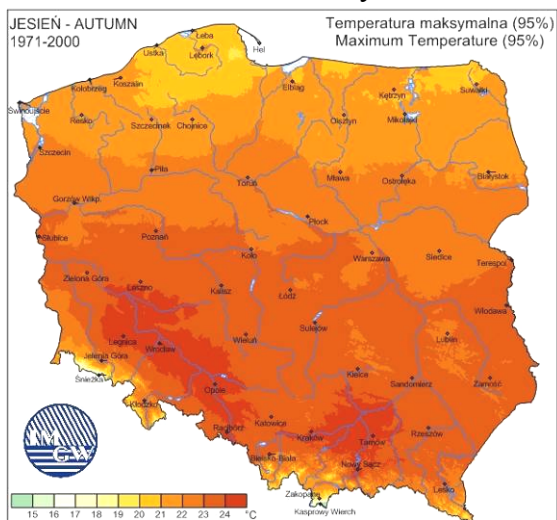 JESIEŃ - AUTUMN
1971-2000
Temperatura maksymalna (95%)
Maximum Temperature (95%)
Łeba
Hel
Ustka
Lębork
Koszalin
Kołobrzeg
Elbląg
Suwałki
Kętrzyn
Świnoujście
Resko
Szczecinek
Chojnice
Olsztyn
Mikołajki
Szczecin
Piła
Toruń
Mława
Ostrołęka
Białystok
Gorzów Wlkp.
Płock
Słubice
Poznań
Koło
Warszawa
Siedlce
Terespol
Zielona Góra
Leszno
Kalisz
Łódź
Włodawa
Sulejów
Legnica
Wrocław
Wieluń
Lublin
Jelenia Góra
Śnieżka
Kielce
Opole
Sandomierz
Zamość
Kłodzko
Katowice
Racibórz
Kraków
Tarnów
Rzeszów
Bielsko-Biała
Nowy Sącz
Lesko
Zakopane
Kasprowy Wierch
IM
GW
15 16 17 18 19 20 21 22 23 24 °C